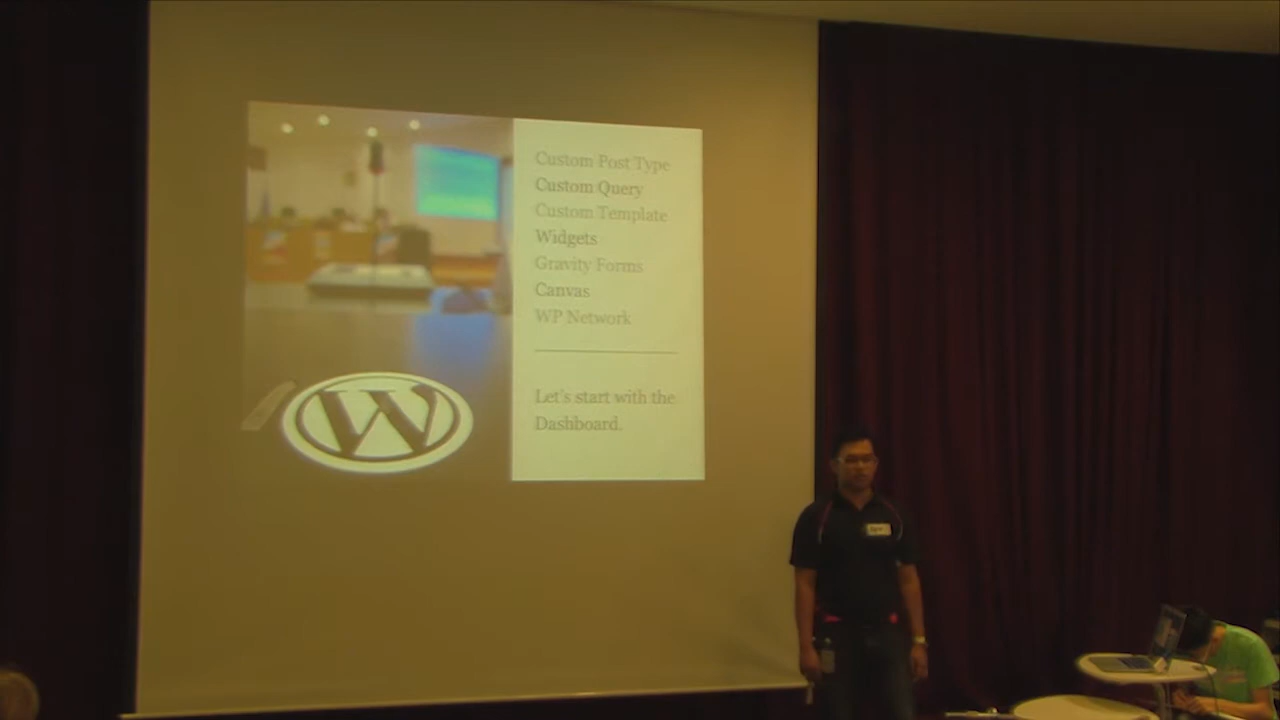 Custom Post Type
Custom Query
Custom Template
Widgets
Gravity Forms
Canvas
WP Network
Let's start with the
Dashboard.